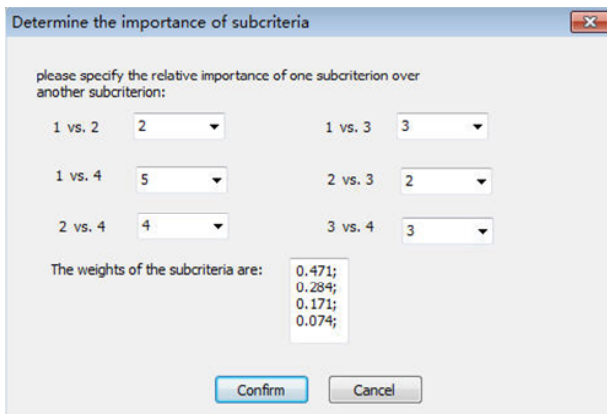 Determine the importance of subcriteria
please specify the relative importance of one subcriterion over
another subcriterion:
1 vs. 2 2 1 vs. 3 3
1 vs. 4 5 2 vs. 3 2
2 vs. 4 4 3 vs. 4 3
The weights of the subcriteria are: 0.471;
0.284;
0.171;
0.074;
Confirm Cancel